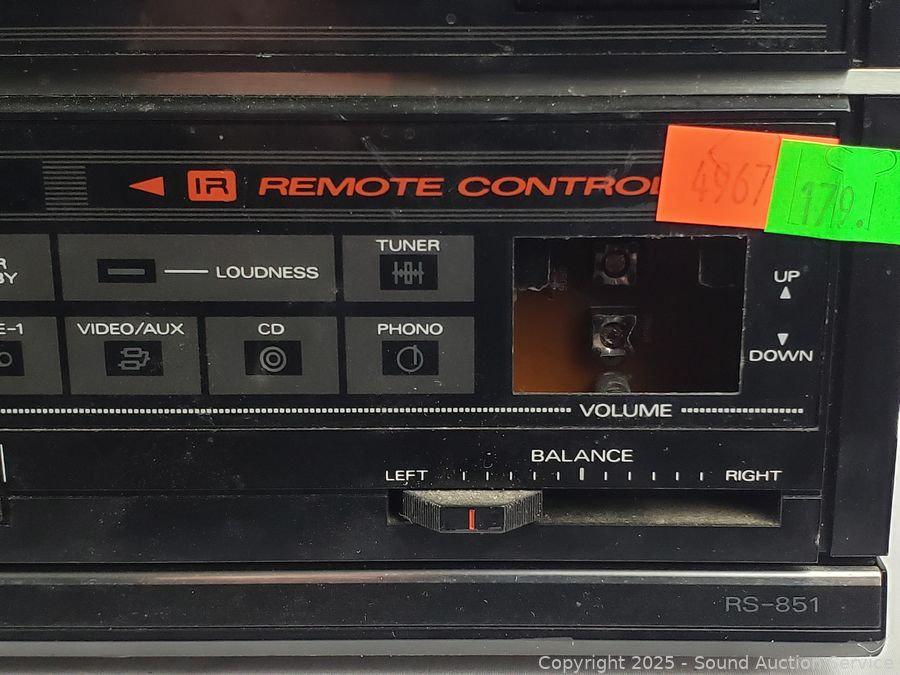 IR REMOTE CONTROL
4967
179.
TUNER
LOUDNESS
UP
VIDEO/AUX
CD
PHONO
DOWN
VOLUME
BALANCE
LEFT
RIGHT
RS-851
Copyright 2025 - Sound Auction Service